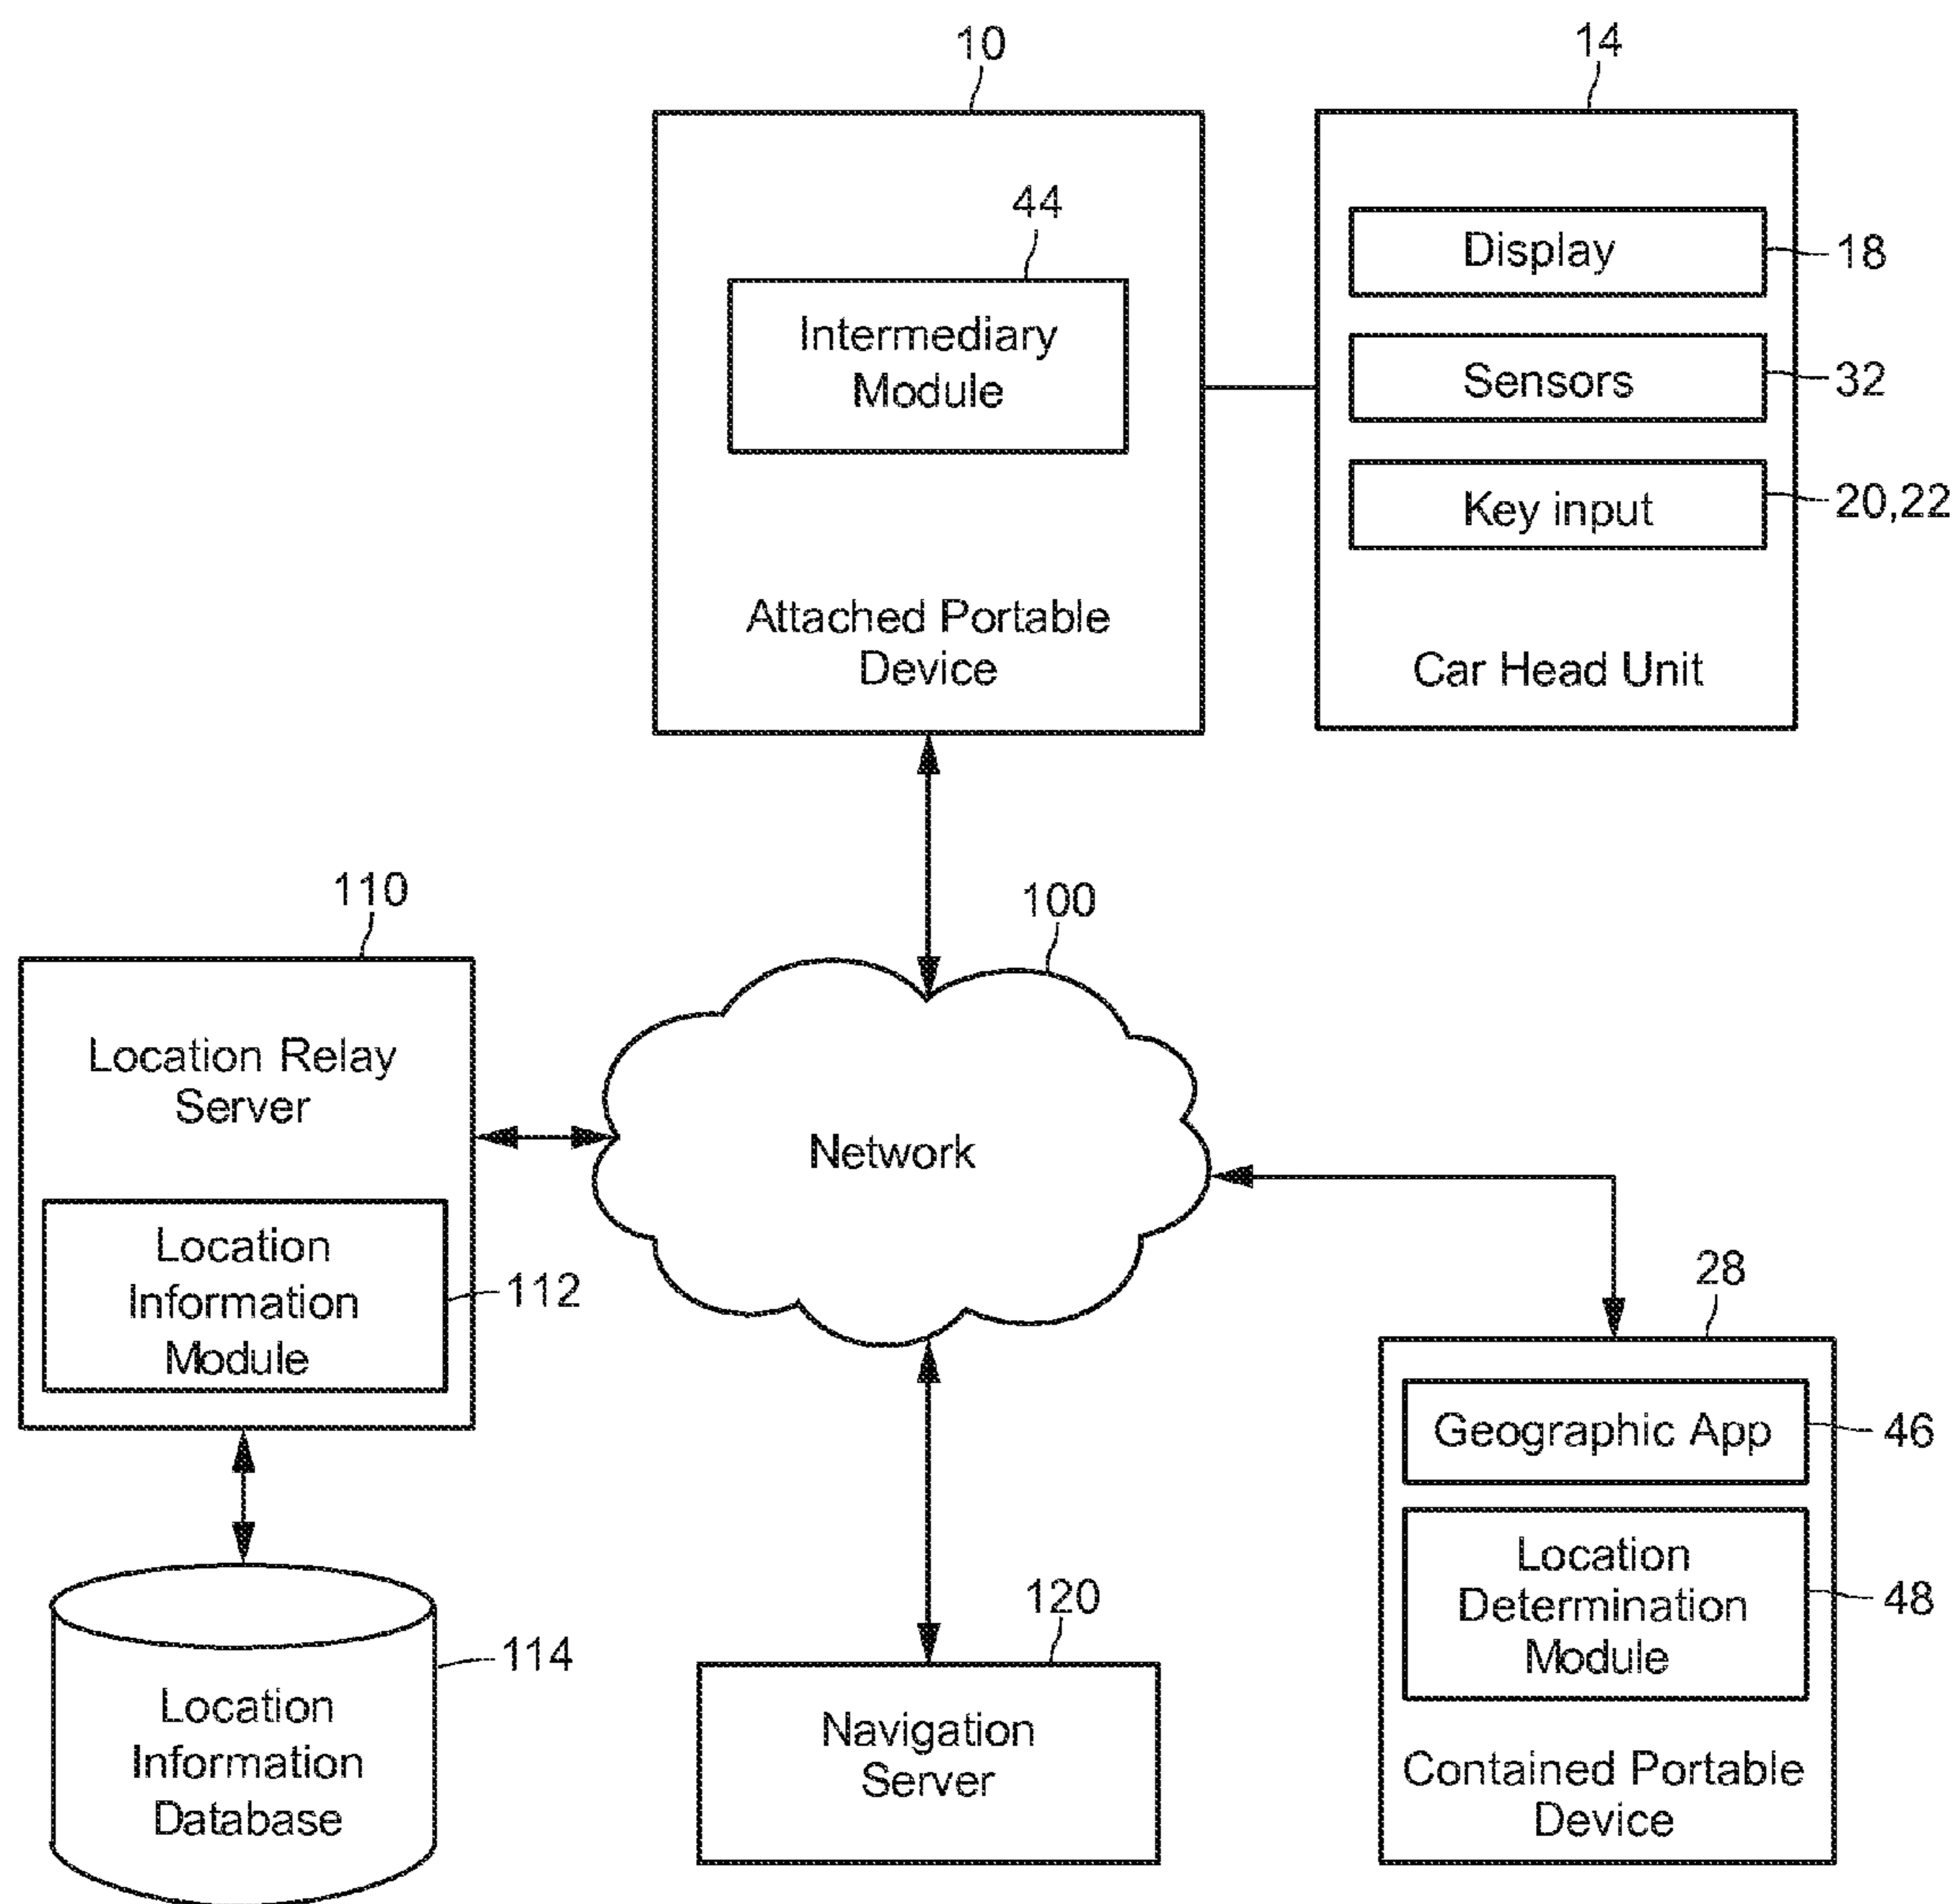 10
14
44
Intermediary
Module
Attached Portable
Device
Display
18
Sensors
32
Key input
20,22
Car Head Unit
110
100
Location Relay
Server
Location
Information
Module
112
Network
28
Geographic App
46
Location
Determination
Module
48
Contained Portable
Device
114
Location
Information
Database
120
Navigation
Server